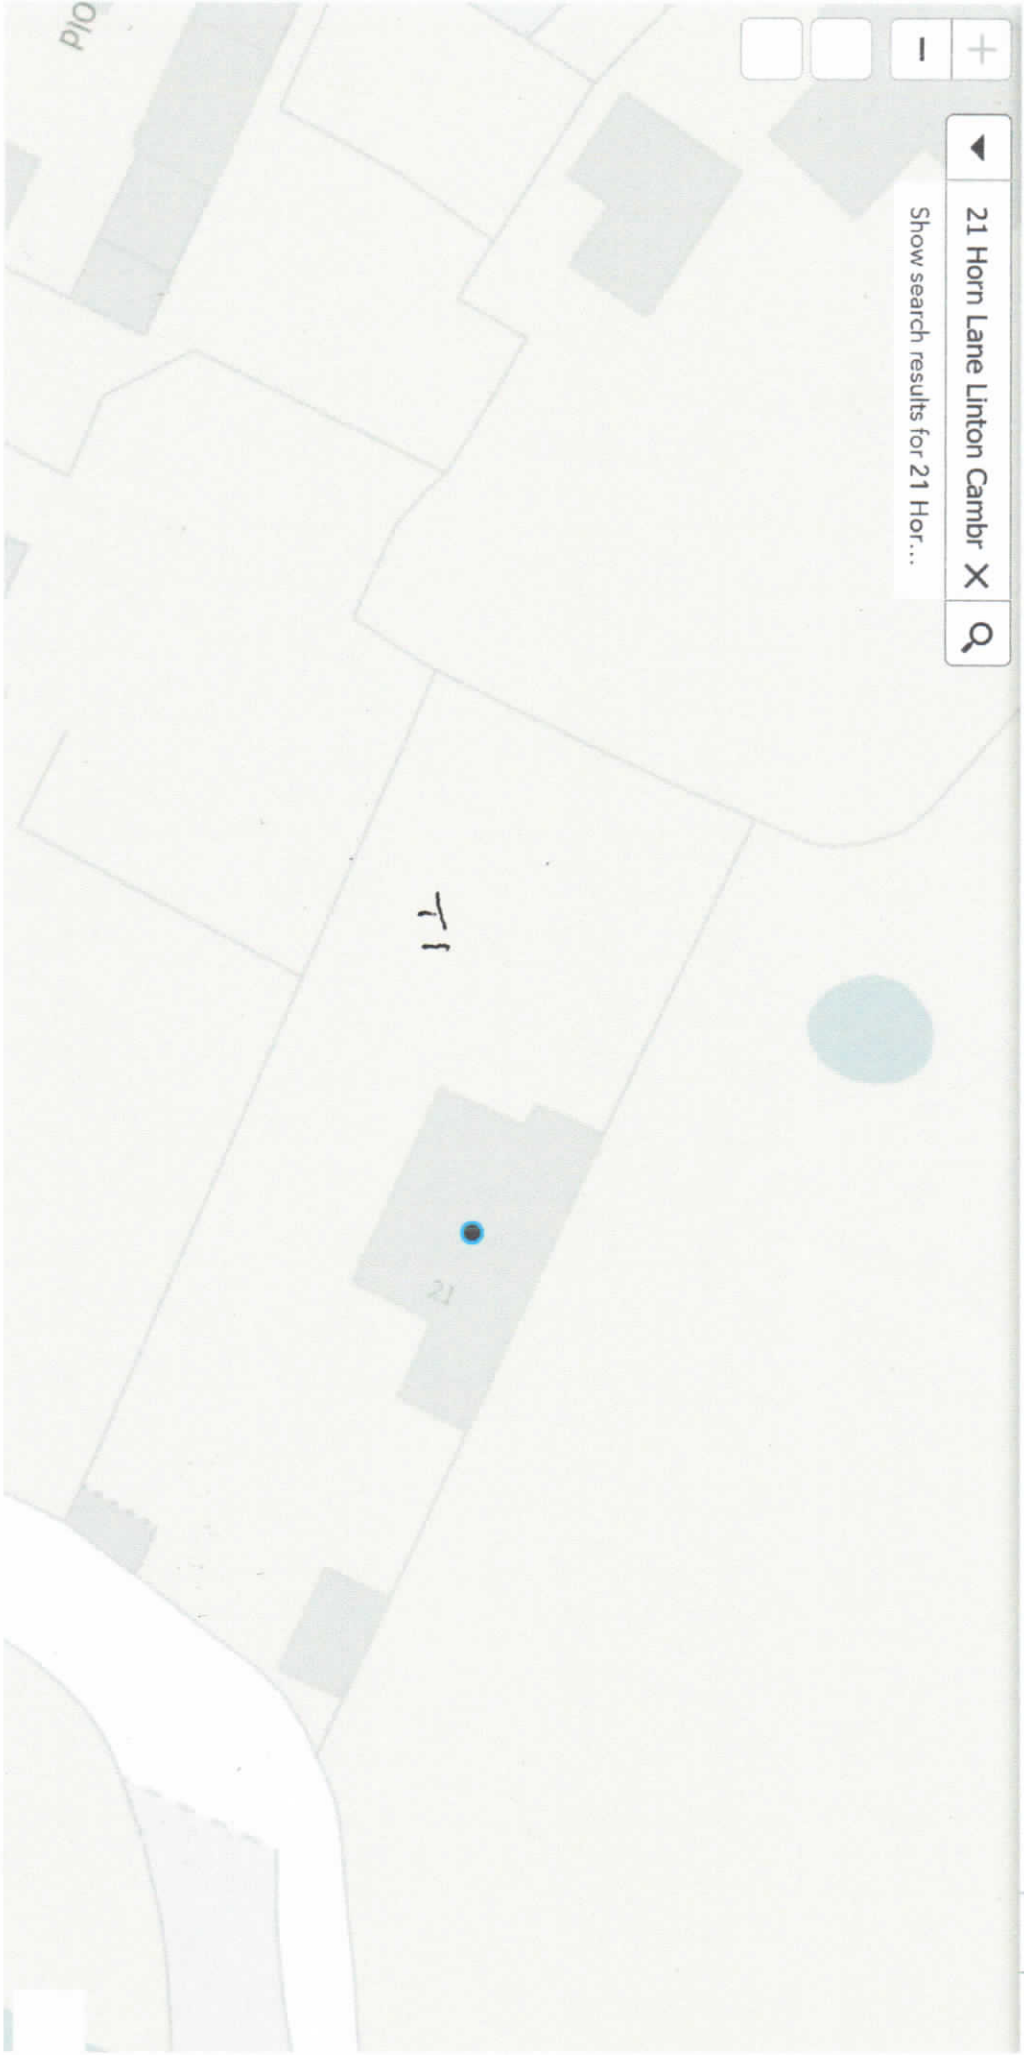 +
−
21 Horn Lane Linton Cambr X
Show search results for 21 Hor...
Old
T1
21